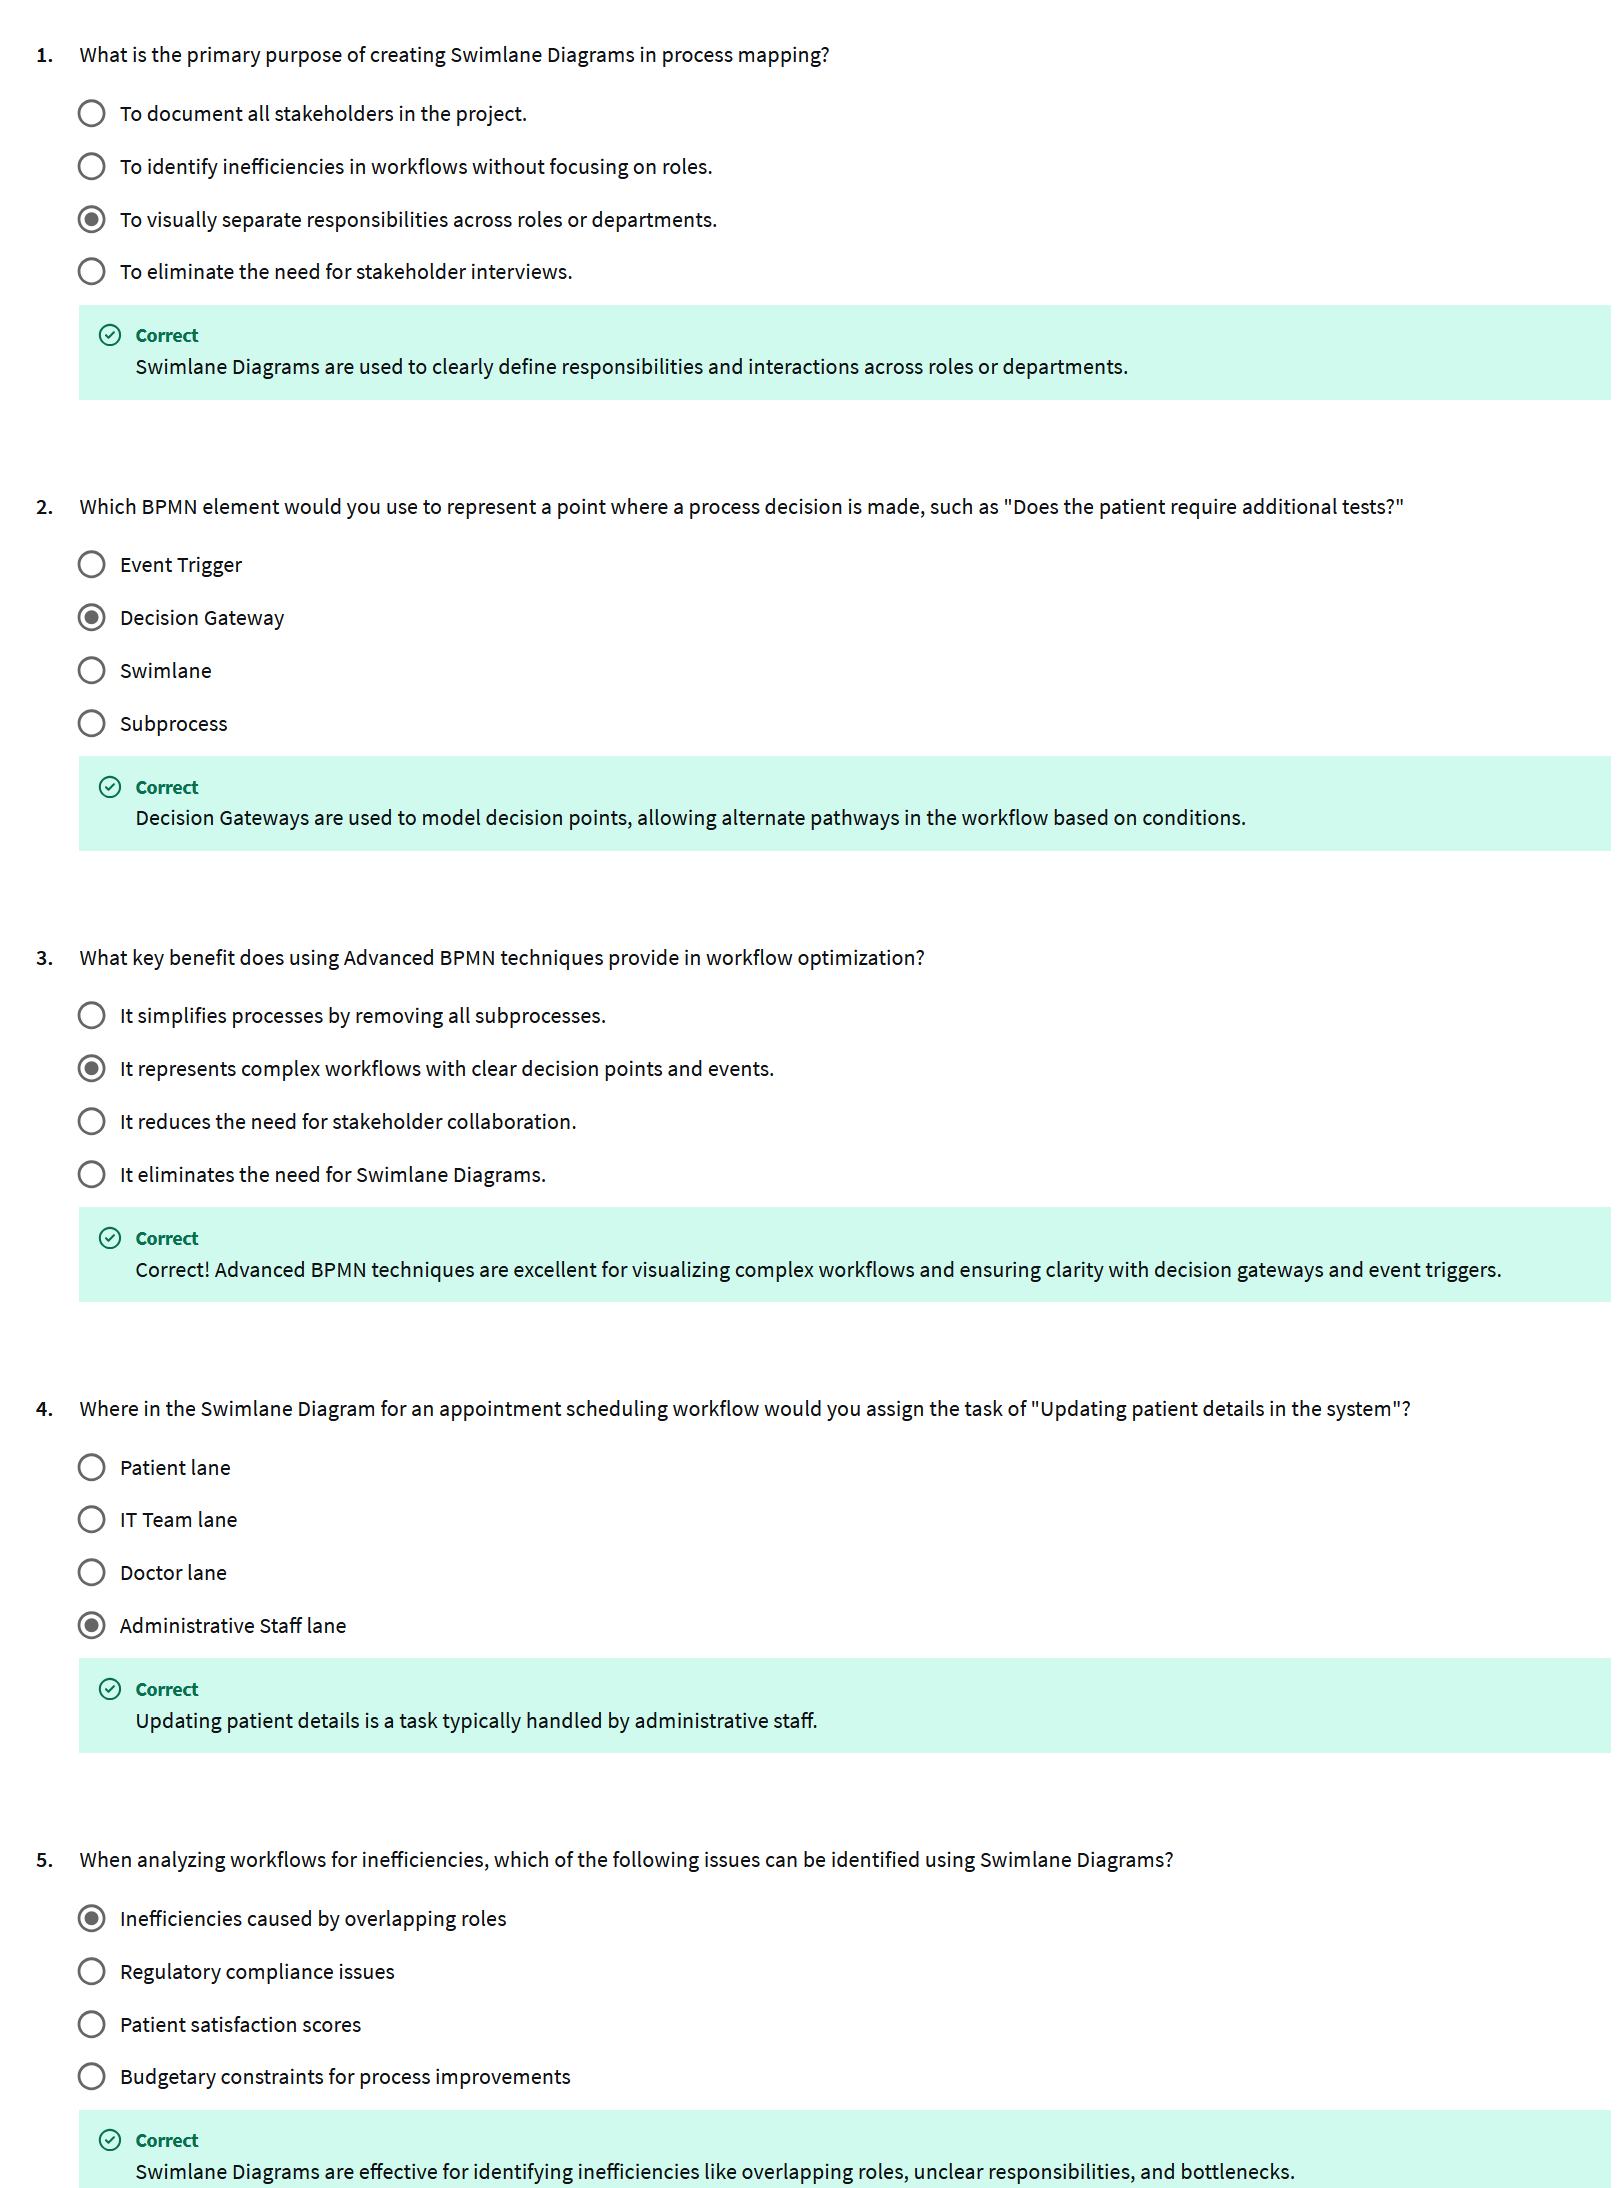 1. What is the primary purpose of creating Swimlane Diagrams in process mapping?
To document all stakeholders in the project.
To identify inefficiencies in workflows without focusing on roles.
To visually separate responsibilities across roles or departments.
To eliminate the need for stakeholder interviews.
Correct
Swimlane Diagrams are used to clearly define responsibilities and interactions across roles or departments.
2. Which BPMN element would you use to represent a point where a process decision is made, such as "Does the patient require additional tests?"
Event Trigger
Decision Gateway
Swimlane
Subprocess
Correct
Decision Gateways are used to model decision points, allowing alternate pathways in the workflow based on conditions.
3. What key benefit does using Advanced BPMN techniques provide in workflow optimization?
It simplifies processes by removing all subprocesses.
It represents complex workflows with clear decision points and events.
It reduces the need for stakeholder collaboration.
It eliminates the need for Swimlane Diagrams.
Correct
Correct! Advanced BPMN techniques are excellent for visualizing complex workflows and ensuring clarity with decision gateways and event triggers.
4. Where in the Swimlane Diagram for an appointment scheduling workflow would you assign the task of "Updating patient details in the system"?
Patient lane
IT Team lane
Doctor lane
Administrative Staff lane
Correct
Updating patient details is a task typically handled by administrative staff.
5. When analyzing workflows for inefficiencies, which of the following issues can be identified using Swimlane Diagrams?
Inefficiencies caused by overlapping roles
Regulatory compliance issues
Patient satisfaction scores
Budgetary constraints for process improvements
Correct
Swimlane Diagrams are effective for identifying inefficiencies like overlapping roles, unclear responsibilities, and bottlenecks.